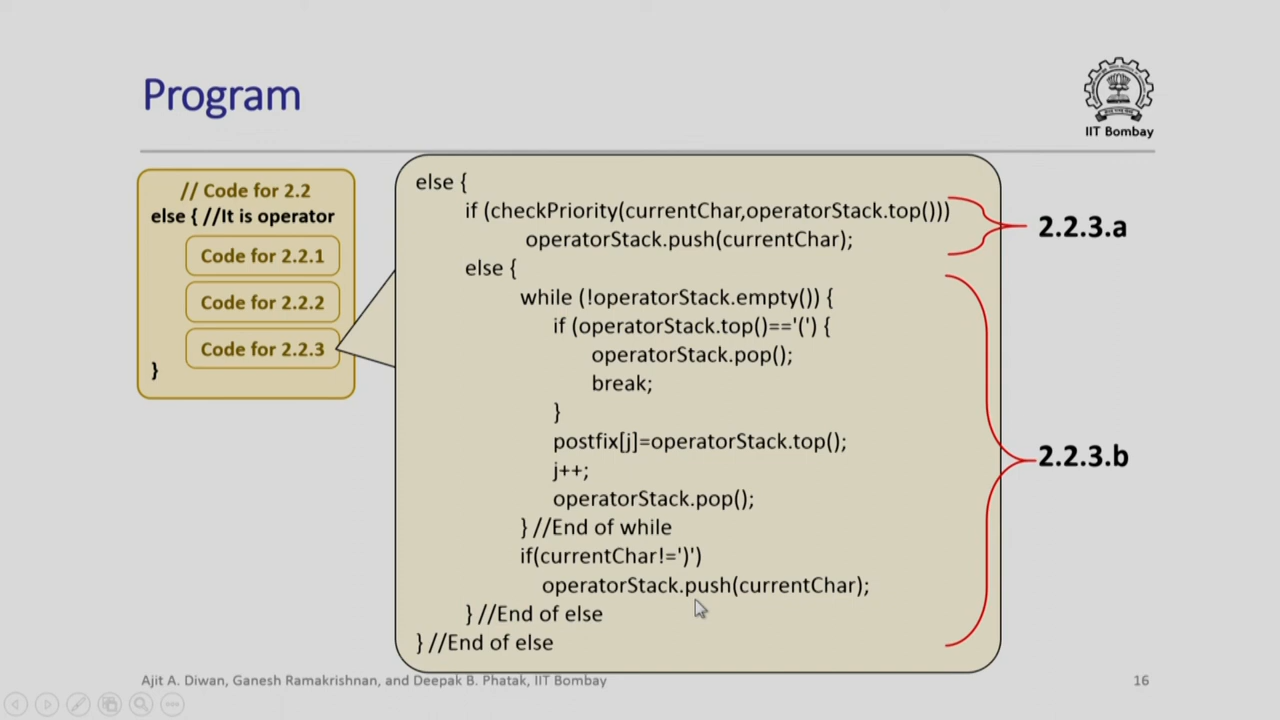 Program
IIT Bombay
// Code for 2.2
else { //It is operator
Code for 2.2.1
Code for 2.2.2
Code for 2.2.3
}
else {
if (checkPriority(currentChar,operatorStack.top()))
operatorStack.push(currentChar);
else {
while (!operatorStack.empty()) {
if (operatorStack.top()=='(') {
operatorStack.pop();
break;
}
postfix[j]=operatorStack.top();
j++;
operatorStack.pop();
} //End of while
if(currentChar!=')')
operatorStack.push(currentChar);
} //End of else
} //End of else
2.2.3.a
2.2.3.b
Ajit A. Diwan, Ganesh Ramakrishnan, and Deepak B. Phatak, IIT Bombay
16